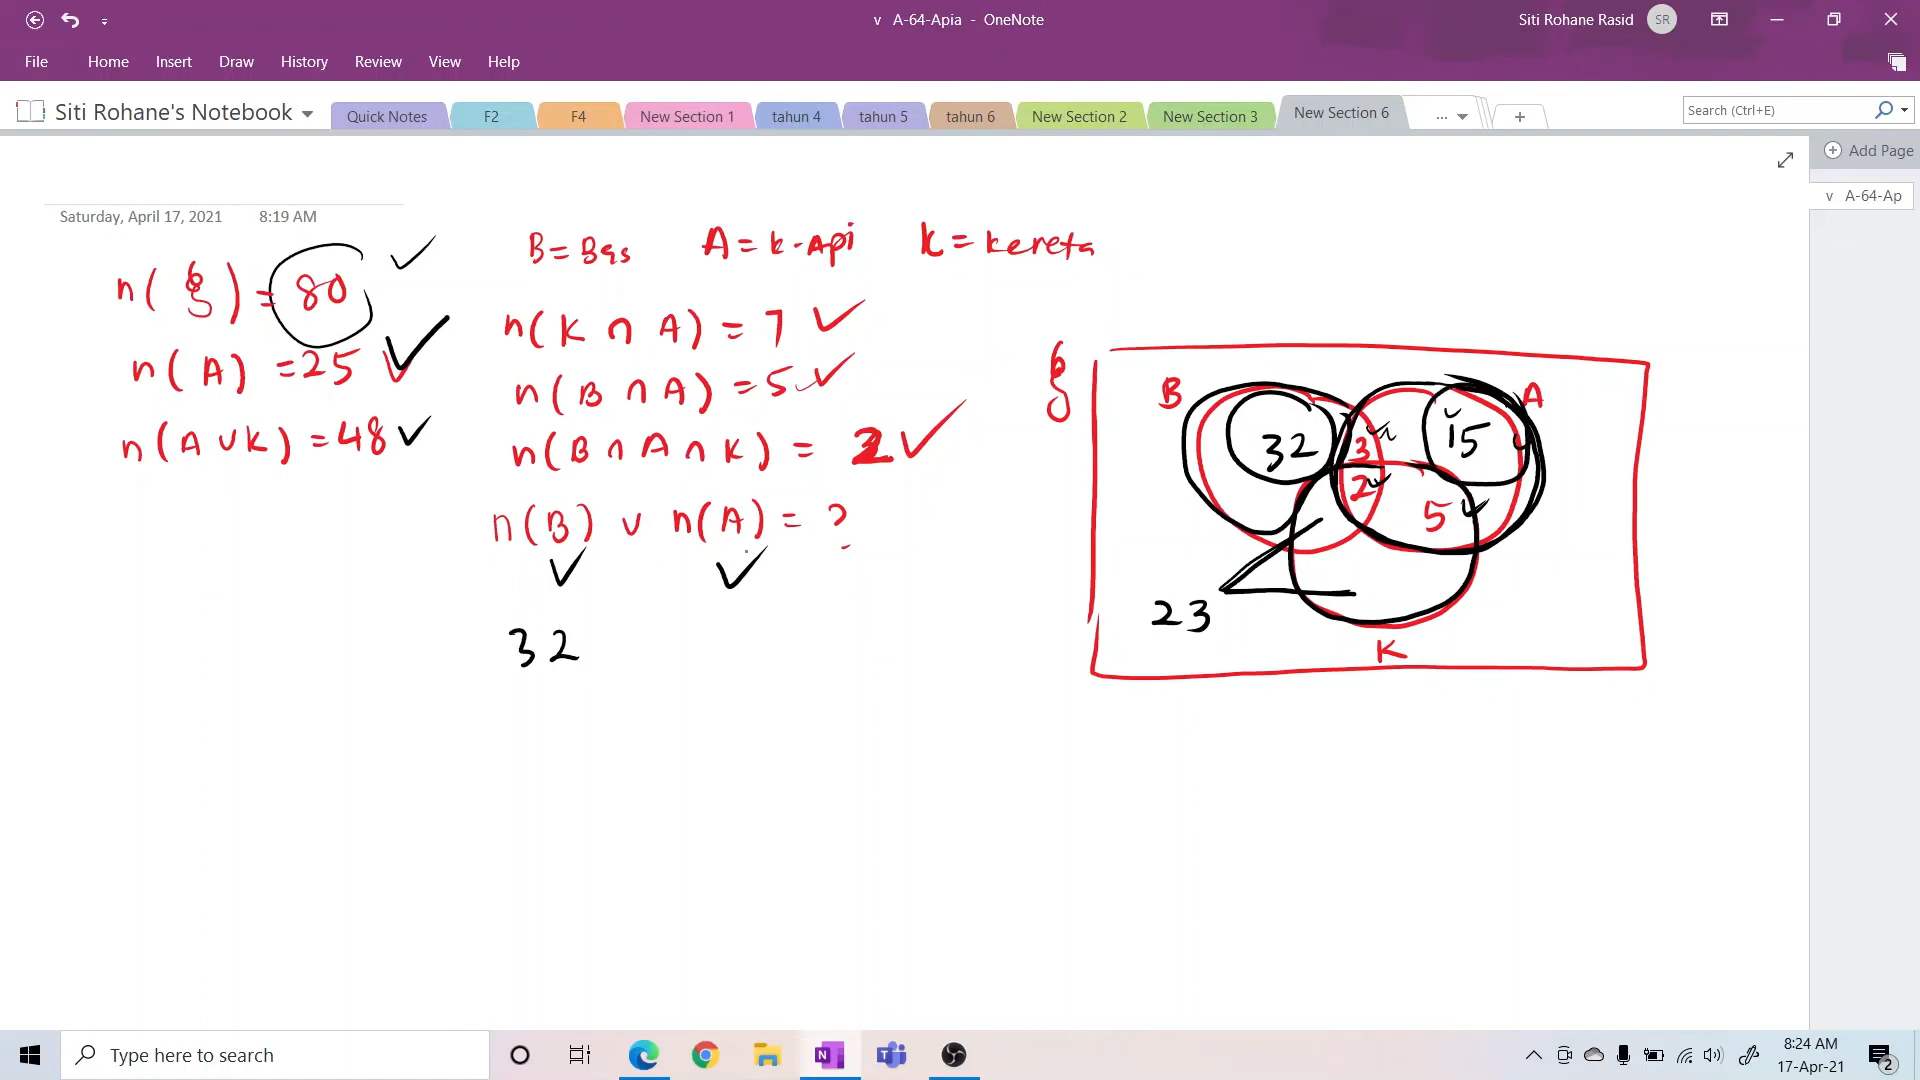 v A-64-Apia - OneNote
Siti Rohane Rasid SR
File Home Insert Draw History Review View Help
Siti Rohane's Notebook
Quick Notes F2 F4 New Section 1 tahun 4 tahun 5 tahun 6 New Section 2 New Section 3 New Section 6 ... +
Search (Ctrl+E)
Add Page
v A-64-Ap
Saturday, April 17, 2021 8:19 AM
B = Bas A = k-Api K = kereta
n(ξ) = 80
n(A) = 25
n(A ∪ K) = 48
n(K ∩ A) = 7
n(B ∩ A) = 5
n(B ∩ A ∩ K) = 2
n(B) ∪ n(A) = ?
32
ξ
B
A
32
3
15
2
5
23
K
Type here to search
8:24 AM
17-Apr-21
2